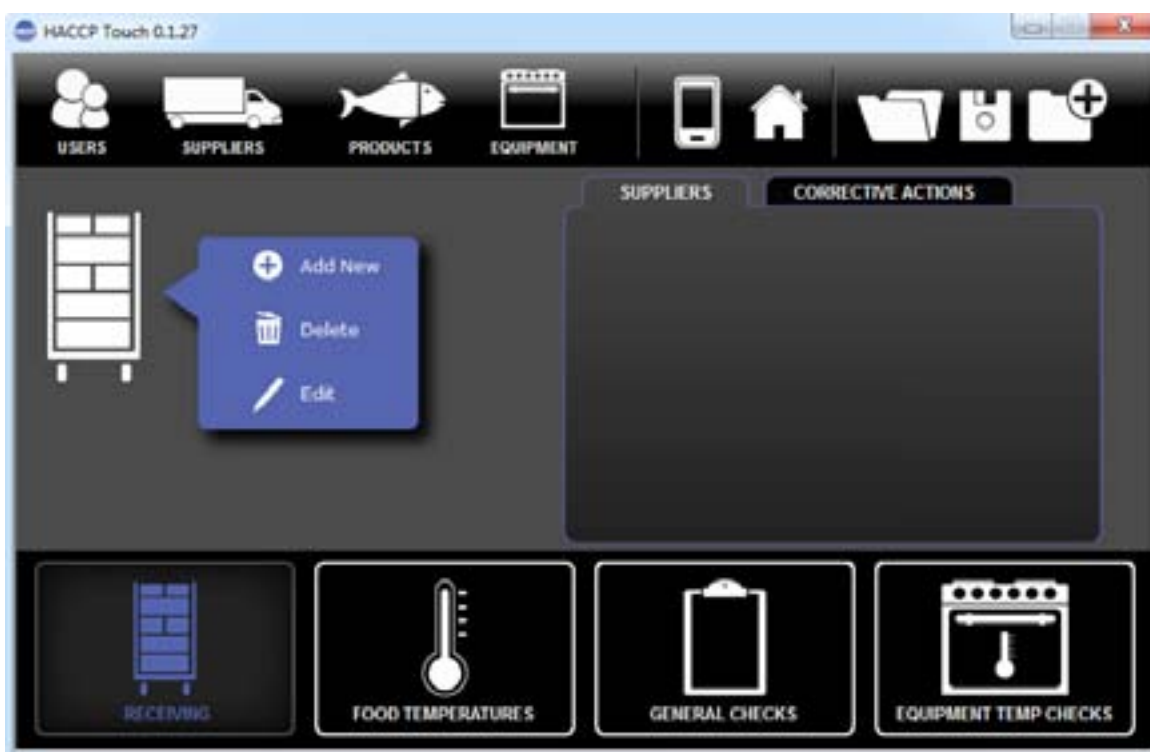 HACCP Touch 0.1.27
USERS
SUPPLIERS
PRODUCTS
EQUIPMENT
SUPPLIERS
CORRECTIVE ACTIONS
Add New
Delete
Edit
RECEIVING
FOOD TEMPERATURES
GENERAL CHECKS
EQUIPMENT TEMP CHECKS